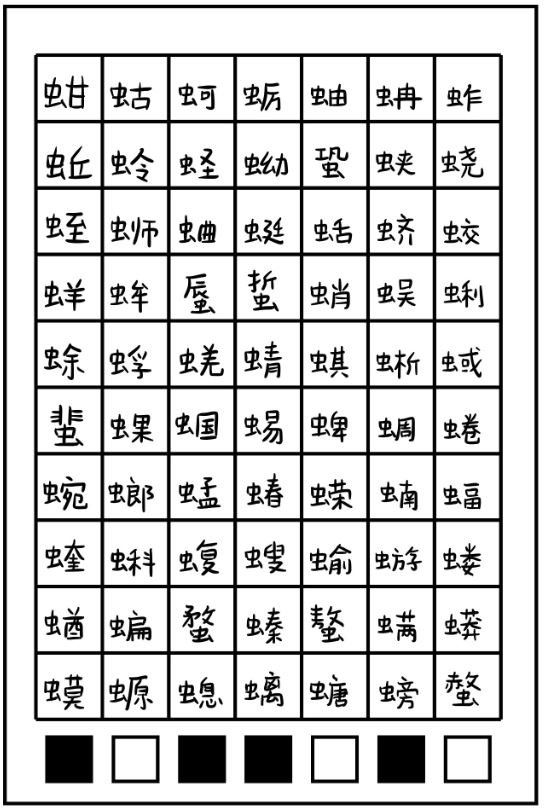 蚶 蛄 蚵 蛎 蚰 蚺 蚱
蚯 蛉 蛏 蚴 蛩 蛱 蛲
蛭 蛳 蛐 蜓 蛞 蛴 蛟
蛘 蛑 蜃 蜇 蛸 蜈 蜊
蜍 蜉 蜣 蜻 蜞 蜥 蜮
蜚 蜾 蝈 蜴 蜱 蜩 蜷
蜿 螂 蜢 蝽 蝾 蝻 蝠
蝰 蝌 蝮 螋 蝓 蝣 蝼
蝤 蝙 蝥 螓 螯 螨 蟒
蟆 螈 螅 螭 螗 螃 螫